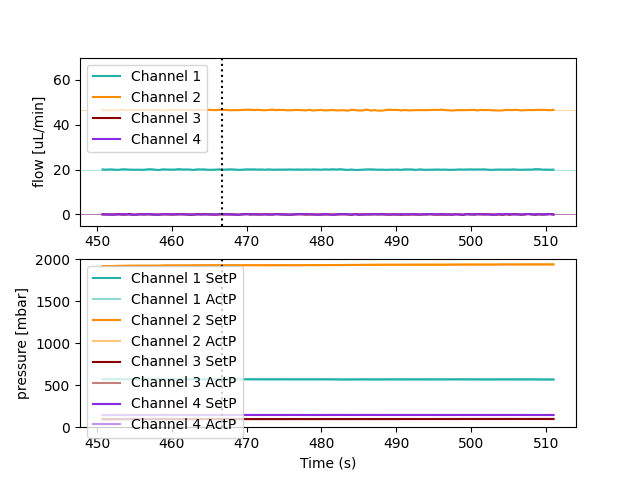 60
40
20
0
flow [uL/min]
Channel 1
Channel 2
Channel 3
Channel 4
450 460 470 480 490 500 510
2000
1500
1000
500
0
pressure [mbar]
Channel 1 SetP
Channel 1 ActP
Channel 2 SetP
Channel 2 ActP
Channel 3 SetP
Channel 3 ActP
Channel 4 SetP
Channel 4 ActP
450 460 470 480 490 500 510
Time (s)